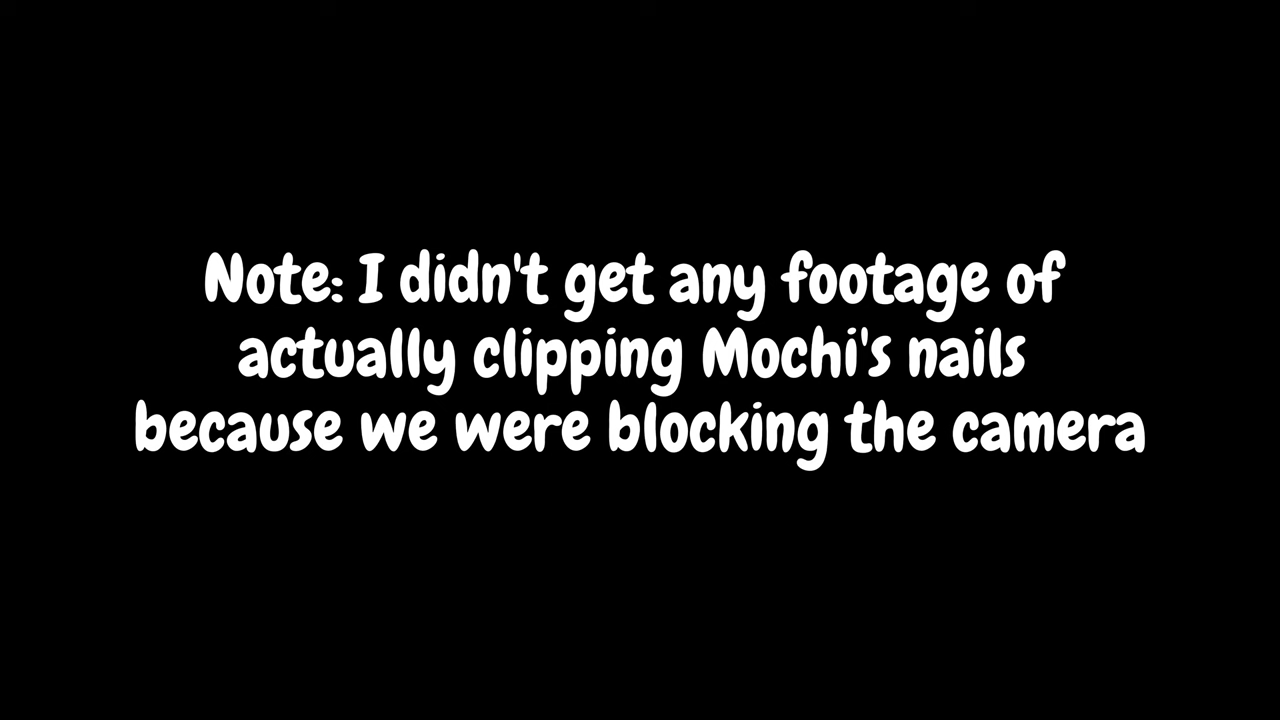 Note: I didn't get any footage of
actually clipping Mochi's nails
because we were blocking the camera